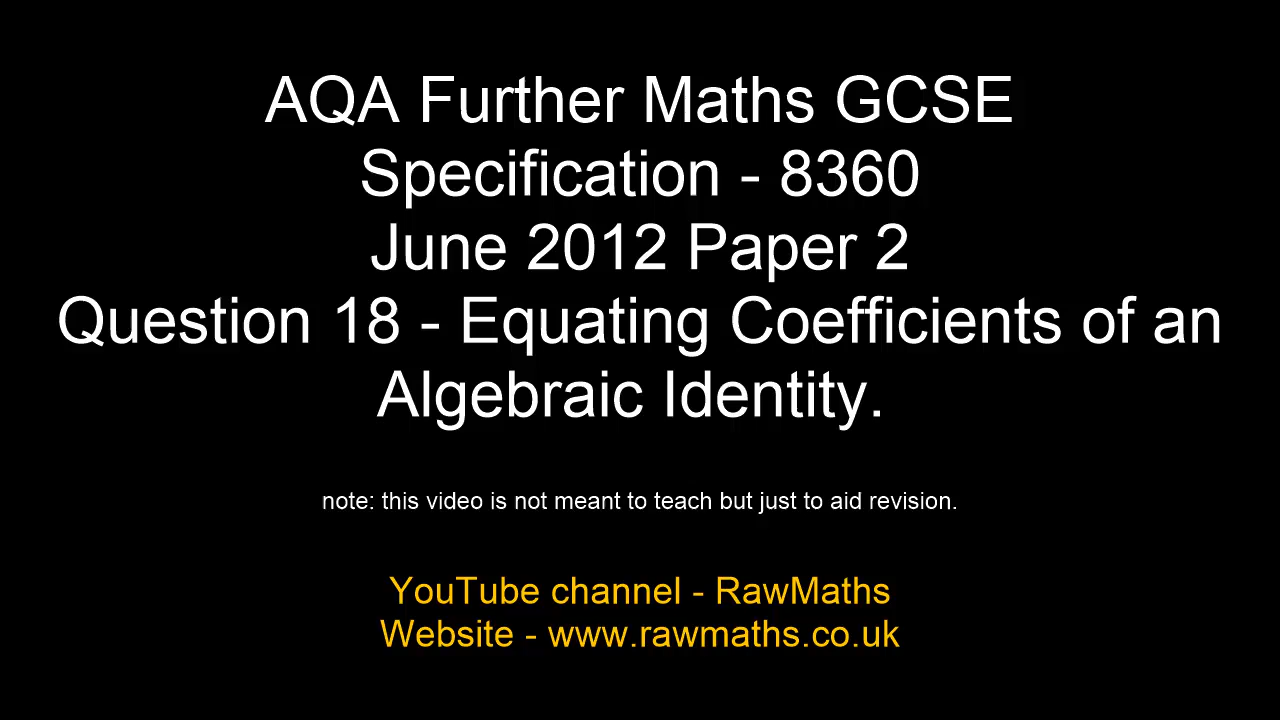 AQA Further Maths GCSE
Specification - 8360
June 2012 Paper 2
Question 18 - Equating Coefficients of an
Algebraic Identity.
note: this video is not meant to teach but just to aid revision.
YouTube channel - RawMaths
Website - www.rawmaths.co.uk